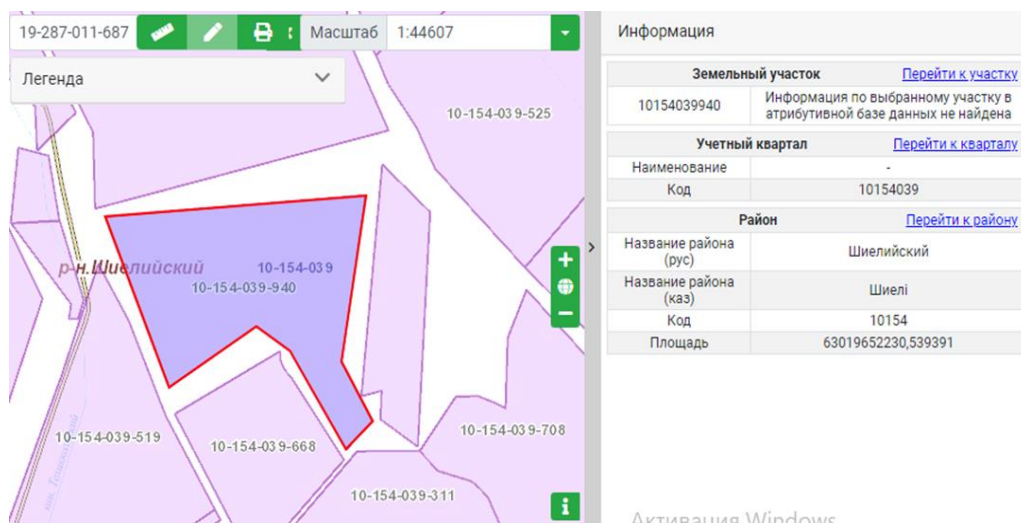 19-287-011-687
Масштаб
1:44607
Легенда
10-154-039-525
р-н.Шиелийский
10-154-039
10-154-039-940
10-154-039-519
10-154-039-668
10-154-039-708
10-154-039-311
Информация
Земельный участок Перейти к участку
10154039940
Информация по выбранному участку в
атрибутивной базе данных не найдена
Учетный квартал Перейти к кварталу
Наименование -
Код 10154039
Район Перейти к району
Название района
(рус)
Шиелийский
Название района
(каз)
Шиелі
Код 10154
Площадь 63019652230,539391
Активация Windows